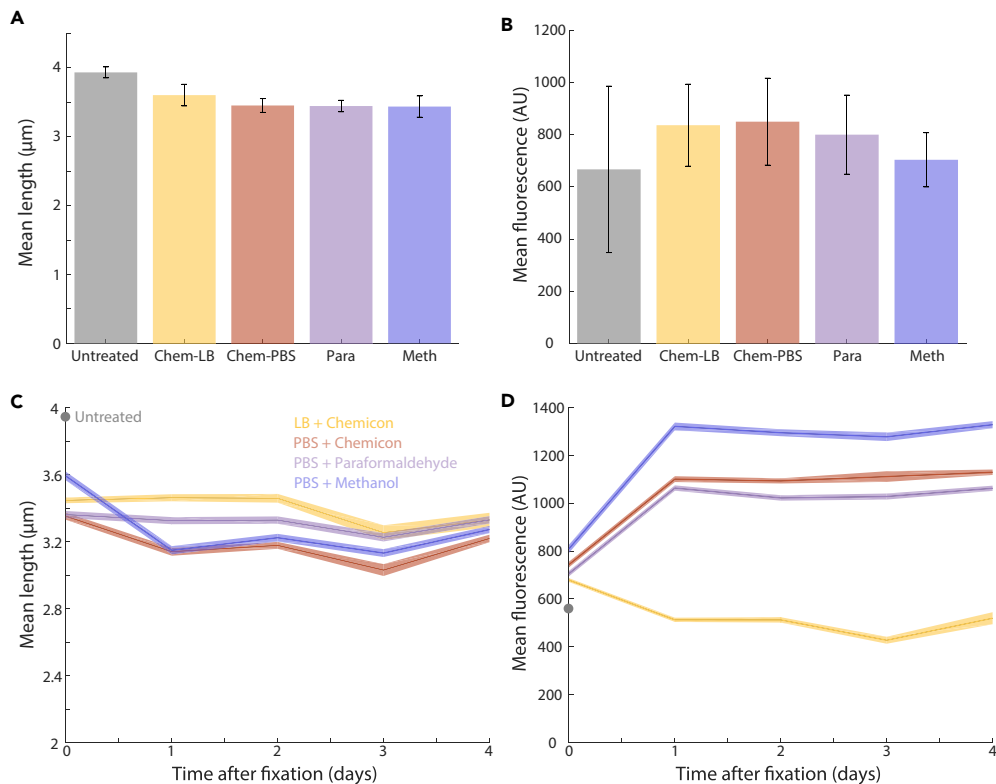 A
Mean length (µm)
4
3
2
1
0
Untreated Chem-LB Chem-PBS Para Meth
B
Mean fluorescence (AU)
1200
1000
800
600
400
200
0
Untreated Chem-LB Chem-PBS Para Meth
C
Mean length (µm)
4
3.6
3.2
2.8
2.4
2
Untreated
LB + Chemicon
PBS + Chemicon
PBS + Paraformaldehyde
PBS + Methanol
0 1 2 3 4
Time after fixation (days)
D
Mean fluorescence (AU)
1400
1200
1000
800
600
400
200
0
0 1 2 3 4
Time after fixation (days)